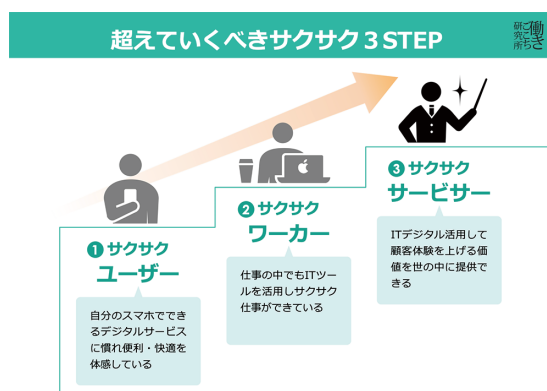 超えていくべきサクサク3STEP
働きごこち研究所
❶サクサク
ユーザー
自分のスマホでできるデジタルサービスに慣れ便利・快適を体感している
❷サクサク
ワーカー
仕事の中でもITツールを活用しサクサク仕事ができている
❸サクサク
サービサー
ITデジタル活用して顧客体験を上げる価値を世の中に提供できる